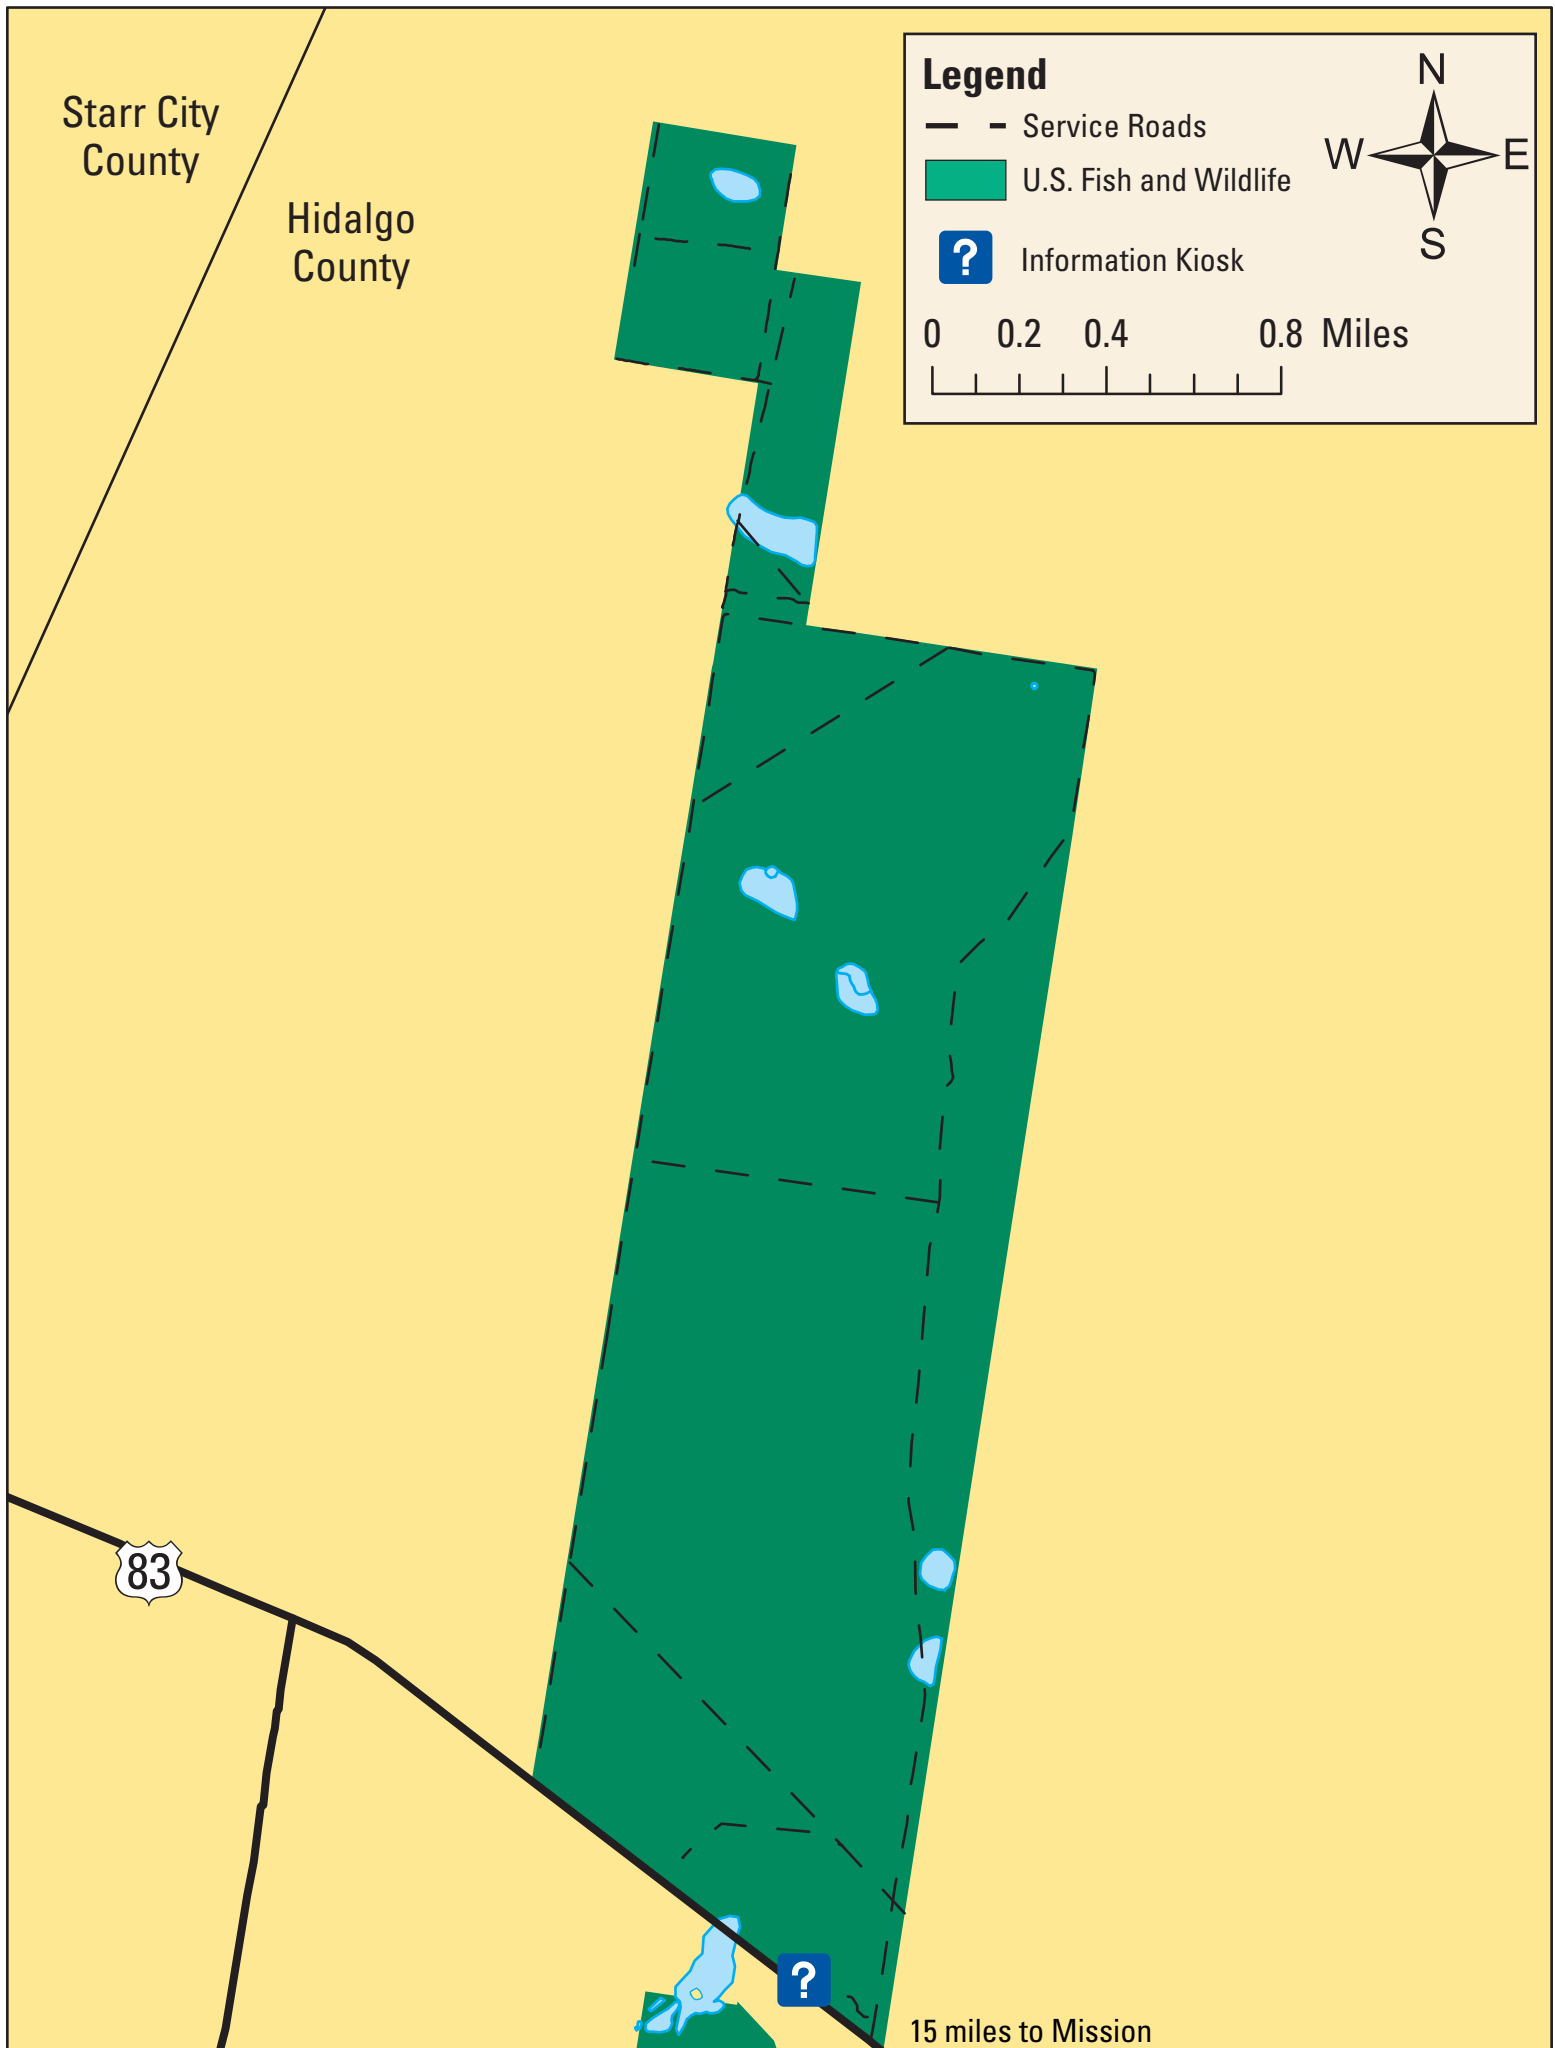 Starr City
County
Hidalgo
County
Legend
Service Roads
U.S. Fish and Wildlife
? Information Kiosk
N
W E
S
0 0.2 0.4 0.8 Miles
83
?
15 miles to Mission